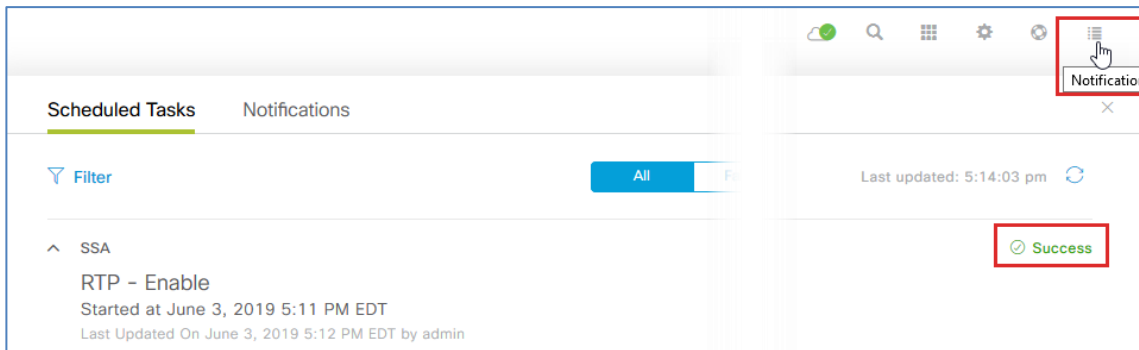 Notification
Scheduled Tasks Notifications
Filter All Last updated: 5:14:03 pm
SSA Success
RTP - Enable
Started at June 3, 2019 5:11 PM EDT
Last Updated On June 3, 2019 5:12 PM EDT by admin